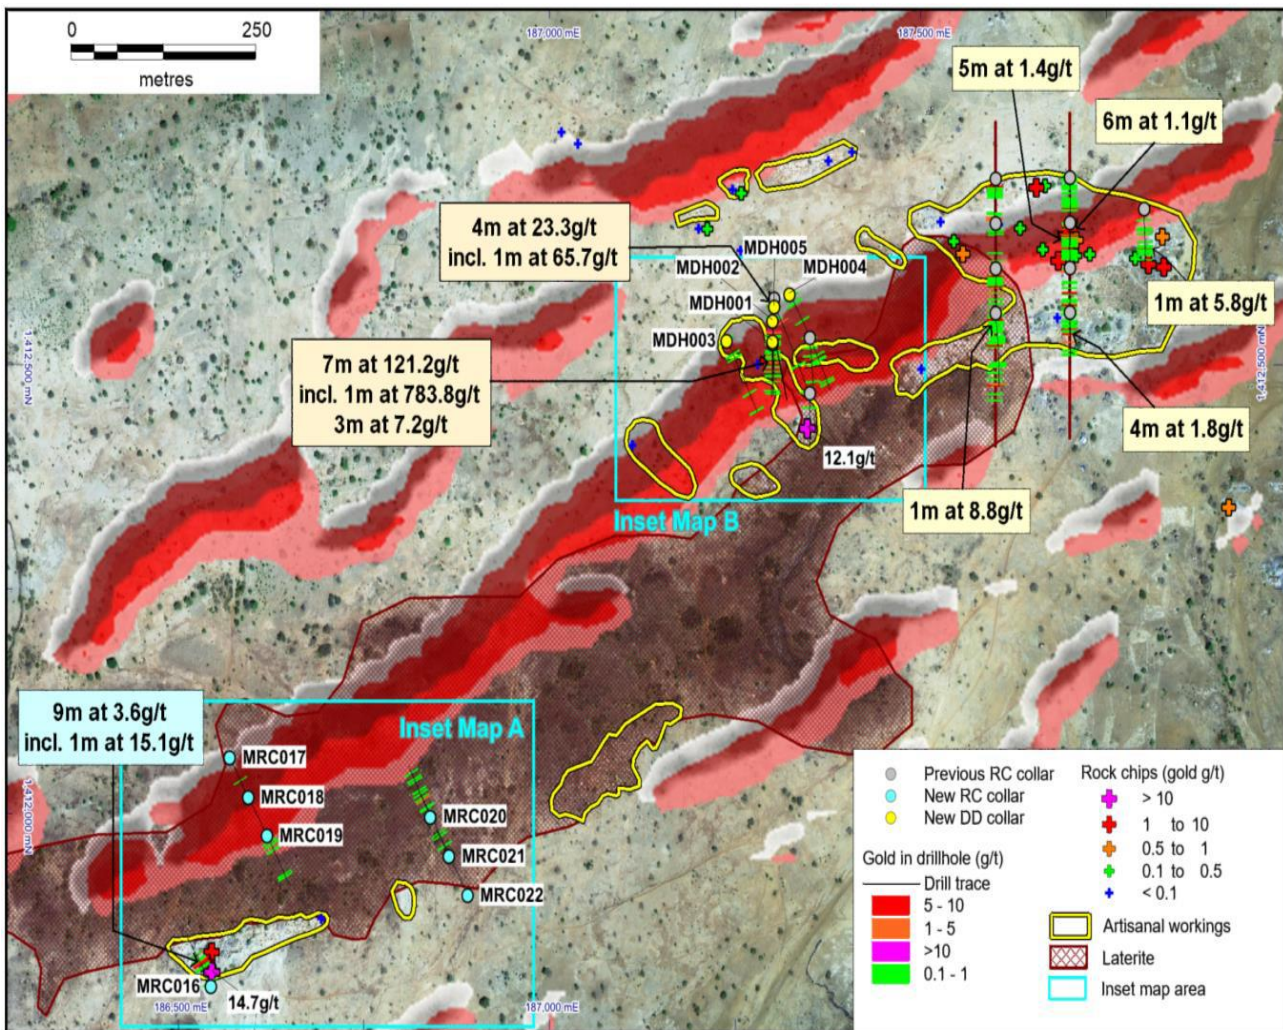 0 250
metres
187,000 mE
187,500 mE
5m at 1.4g/t
6m at 1.1g/t
4m at 23.3g/t
incl. 1m at 65.7g/t
MDH005
MDH002
MDH004
MDH001
MDH003
1m at 5.8g/t
1,412,500 mN
1,412,500 mN
7m at 121.2g/t
incl. 1m at 783.8g/t
3m at 7.2g/t
4m at 1.8g/t
12.1g/t
1m at 8.8g/t
Inset Map B
9m at 3.6g/t
incl. 1m at 15.1g/t
Inset Map A
MRC017
MRC018
MRC019
MRC020
MRC021
MRC022
1,412,000 mN
1,412,000 mN
MRC016
14.7g/t
186,500 mE
187,000 mE
Previous RC collar
New RC collar
New DD collar
Gold in drillhole (g/t)
Drill trace
5 - 10
1 - 5
>10
0.1 - 1
Rock chips (gold g/t)
> 10
1 to 10
0.5 to 1
0.1 to 0.5
< 0.1
Artisanal workings
Laterite
Inset map area